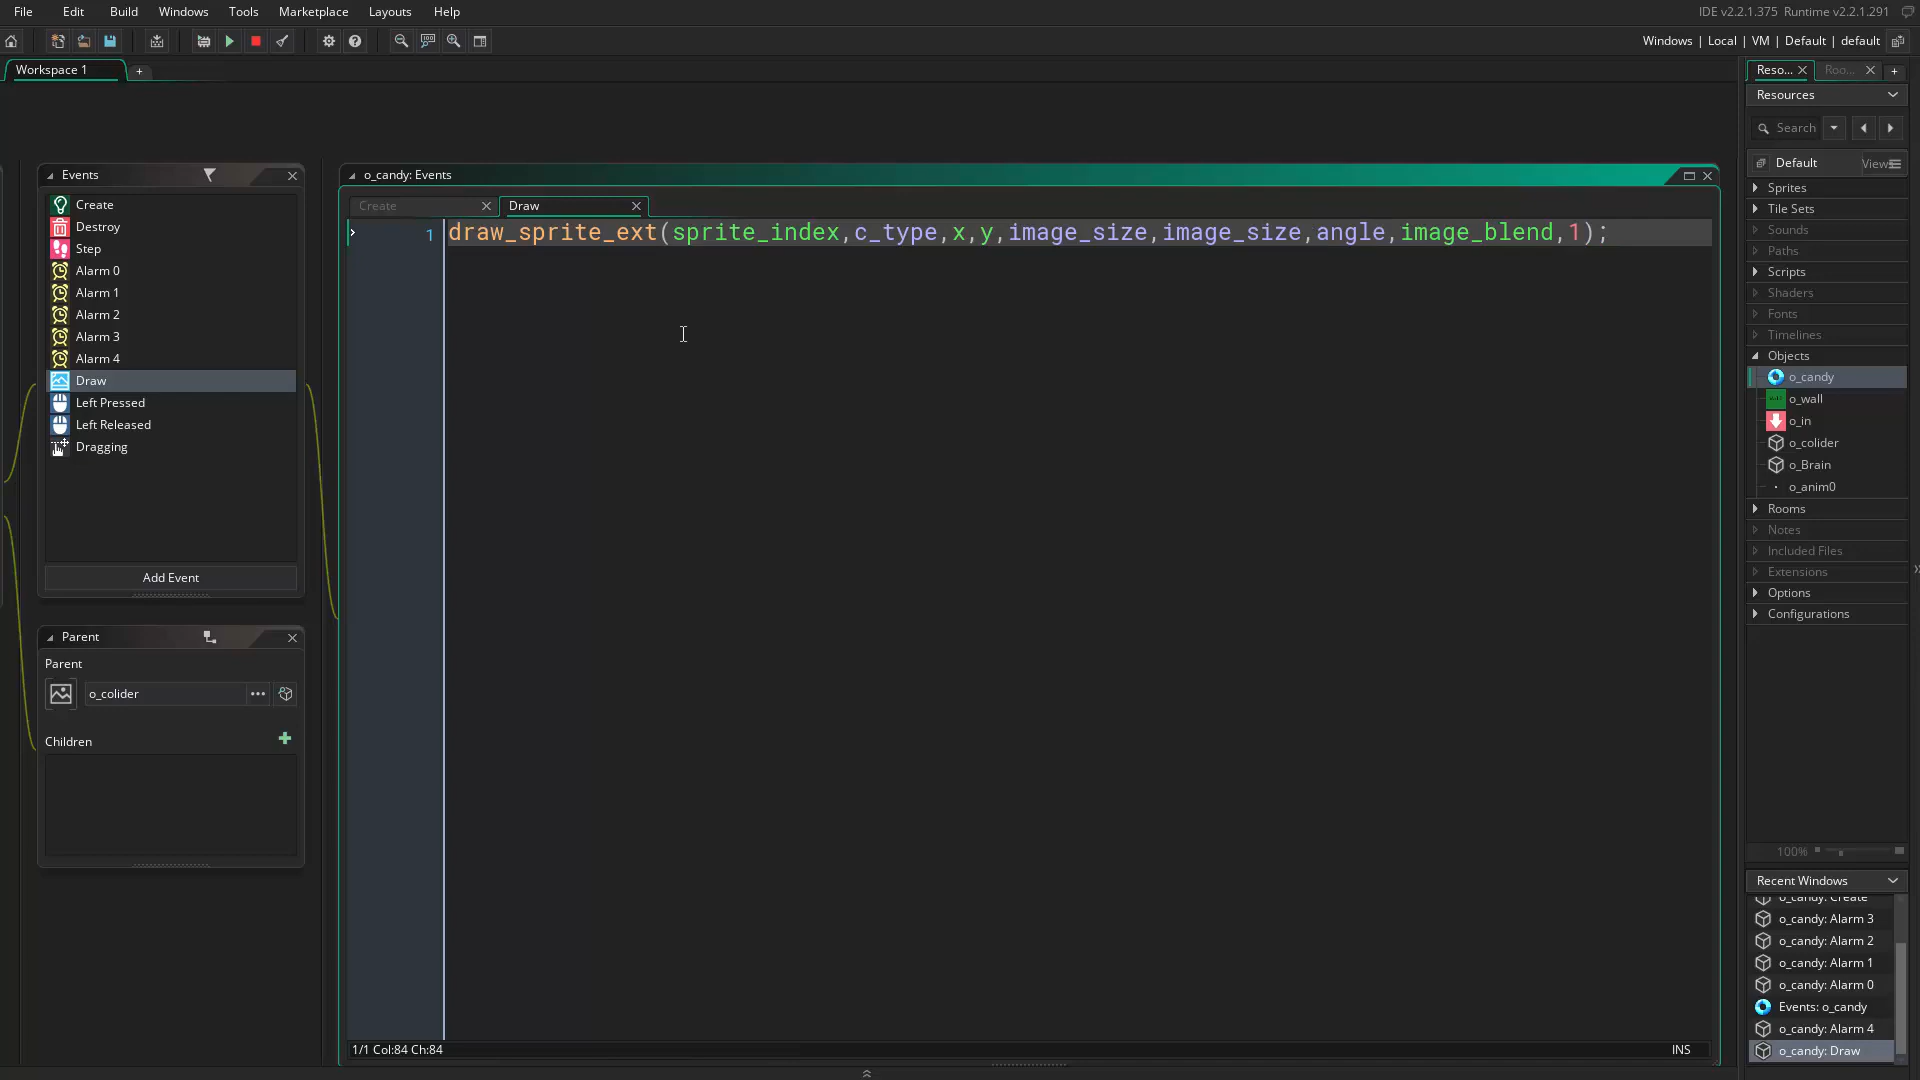 File Edit Build Windows Tools Marketplace Layouts Help
IDE v2.2.1.375 Runtime v2.2.1.291
Windows | Local | VM | Default | default
Workspace 1
Events
Create
Destroy
Step
Alarm 0
Alarm 1
Alarm 2
Alarm 3
Alarm 4
Draw
Left Pressed
Left Released
Dragging
Add Event
Parent
Parent
o_colider
Children
o_candy: Events
Create Draw
1 draw_sprite_ext(sprite_index,c_type,x,y,image_size,image_size,angle,image_blend,1);
1/1 Col:84 Ch:84
INS
Reso... Roo...
Resources
Search
Default Views
Sprites
Tile Sets
Sounds
Paths
Scripts
Shaders
Fonts
Timelines
Objects
o_candy
o_wall
o_in
o_colider
o_Brain
o_anim0
Rooms
Notes
Included Files
Extensions
Options
Configurations
100%
Recent Windows
o_candy: Create
o_candy: Alarm 3
o_candy: Alarm 2
o_candy: Alarm 1
o_candy: Alarm 0
Events: o_candy
o_candy: Alarm 4
o_candy: Draw